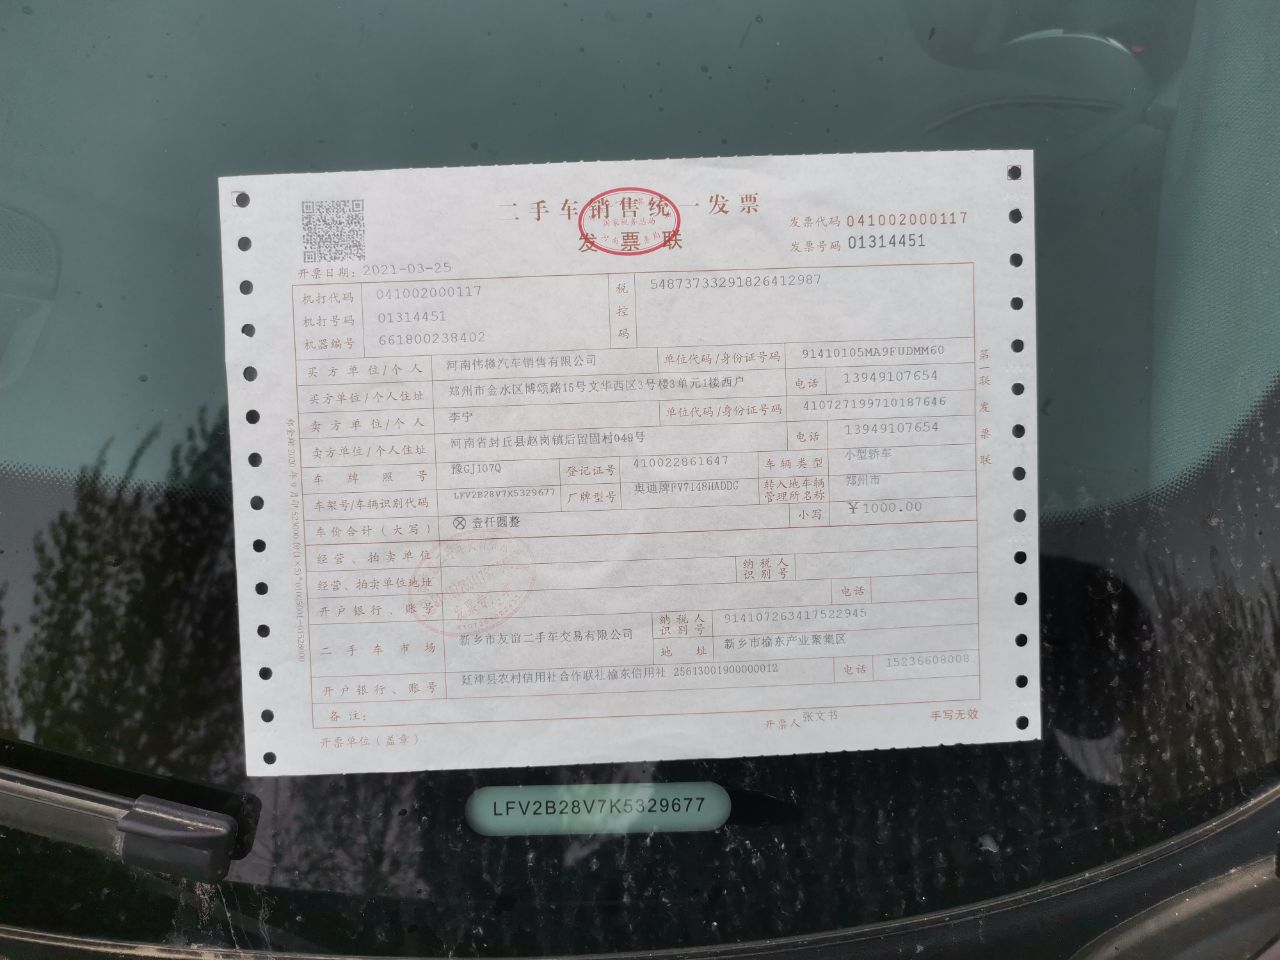 二手车销售统一发票
发票联
国家税务总局
发票代码 041002000117
发票号码 01314451
开票日期: 2021-03-25
机打代码 041002000117
机打号码 01314451
机器编号 661800238402
税控码 54873733291826412987
买方单位/个人 河南伟 汽车销售有限公司 单位代码/身份证号码 91410105MA9FUDMM60
买方单位/个人住址 郑州市金水区博颂路15号文华西区3号楼3单元1楼西户 电话 13949107654
卖方单位/个人 李宁 单位代码/身份证号码 410727199710187646
卖方单位/个人住址 河南省封丘县赵岗镇后留固村049号 电话 13949107654
车牌照号 豫GJ107Q 登记证号 410022861647 车辆类型 小型轿车
车架号/车辆识别代码 LFV2B28V7K5329677 厂牌型号 奥迪牌FV7148HADDG 转入地车辆管理所名称 郑州市
车价合计(大写) ⊗ 壹仟圆整 小写 ￥1000.00
经营、拍卖单位
经营、拍卖单位地址 纳税人识别号
开户银行、账号 电话
二手车市场 新乡市友谊二手车交易有限公司 纳税人识别号 914107263417522945
地址 新乡市榆东产业聚集区
开户银行、账号 延津县农村信用社合作联社榆东信用社 25613001900000012 电话 15236608008
备注:
开票单位(盖章) 开票人 张文书 手写无效
第一联 发票联
LFV2B28V7K5329677